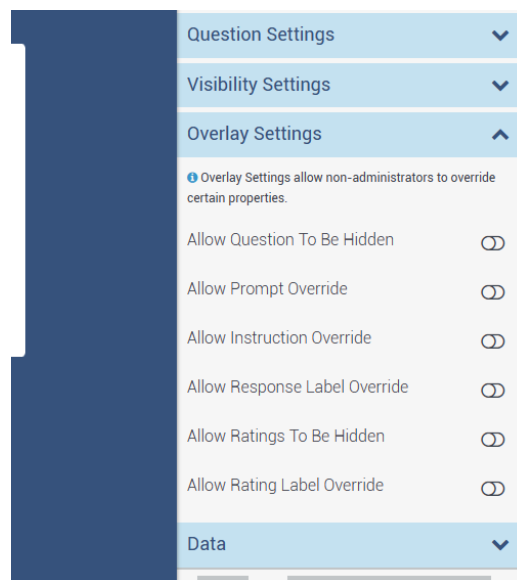 Question Settings
Visibility Settings
Overlay Settings
Overlay Settings allow non-administrators to override
certain properties.
Allow Question To Be Hidden
Allow Prompt Override
Allow Instruction Override
Allow Response Label Override
Allow Ratings To Be Hidden
Allow Rating Label Override
Data